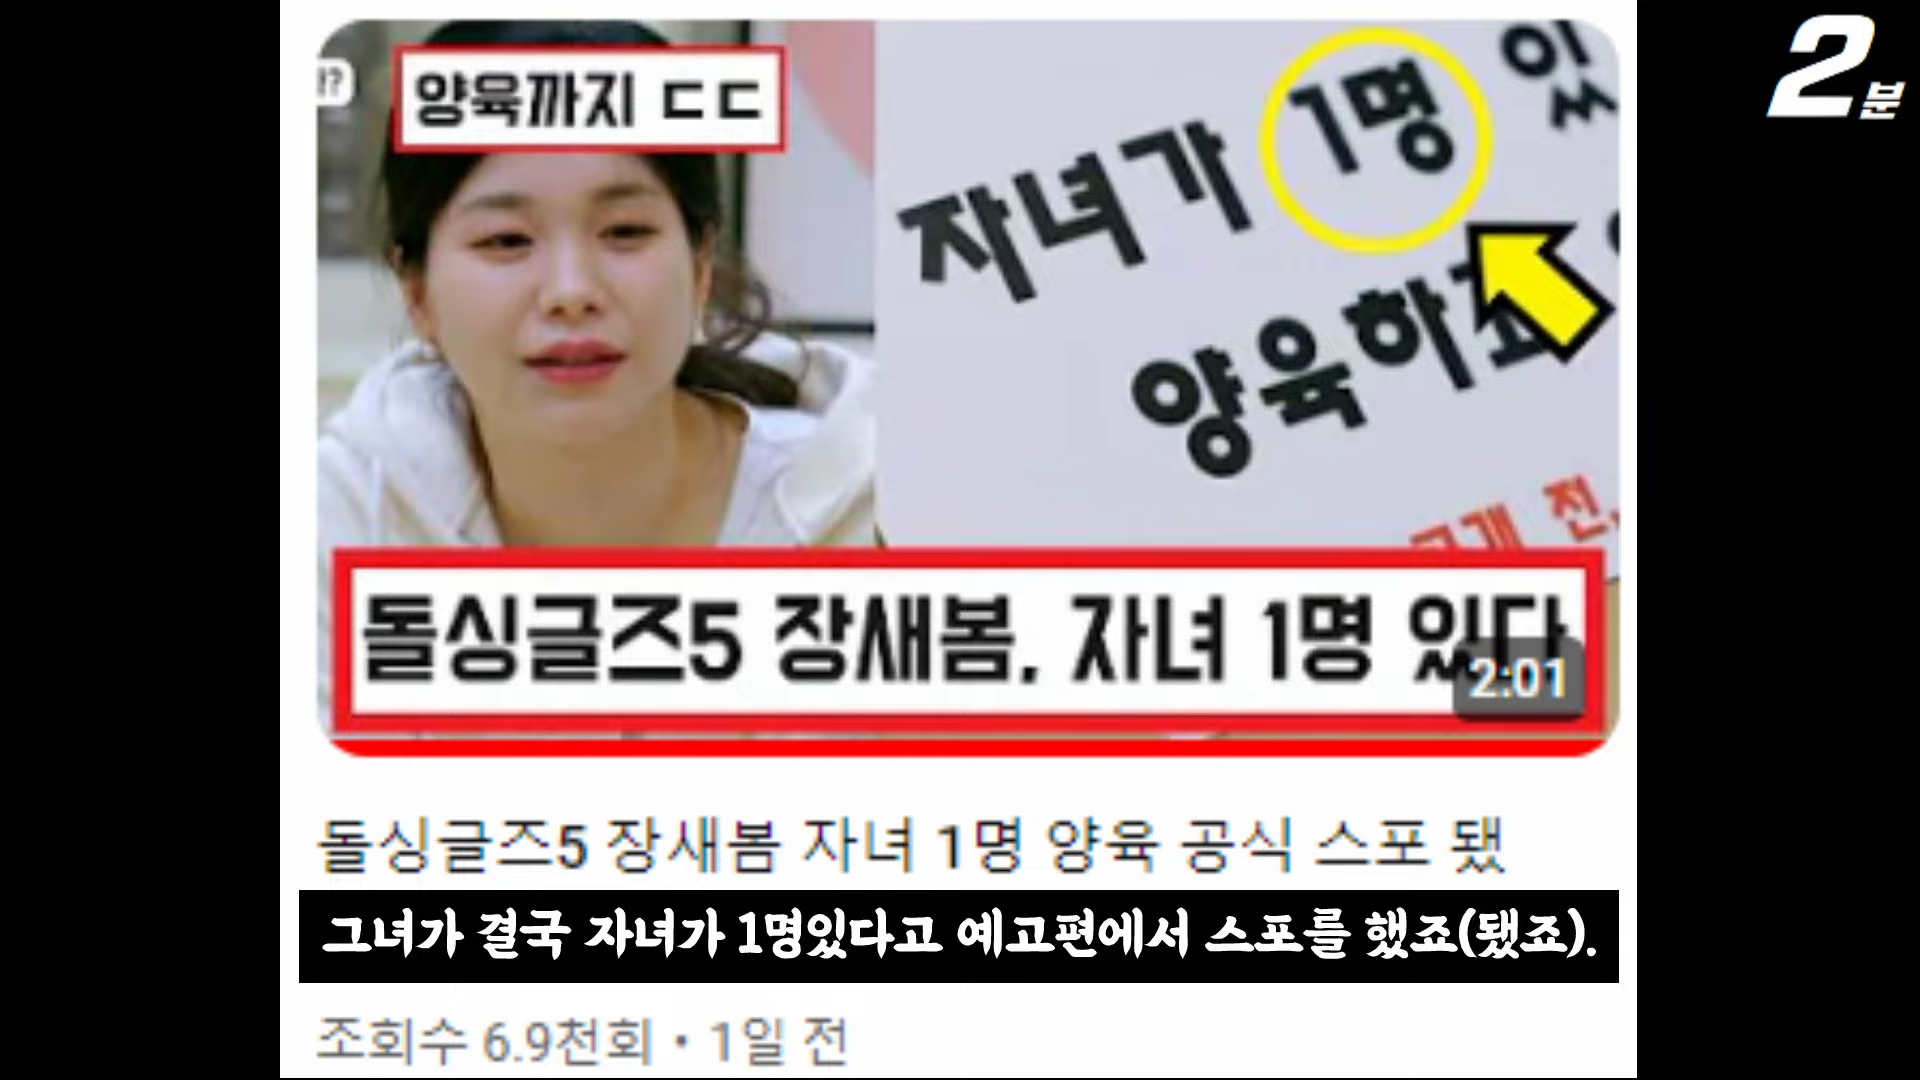 2분
양육까지 ㄷㄷ
자녀가 1명
돌싱글즈5 장새봄, 자녀 1명 있다
2:01
돌싱글즈5 장새봄 자녀 1명 양육 공식 스포 됐
그녀가 결국 자녀가 1명있다고 예고편에서 스포를 했죠(됐죠).
조회수 6.9천회 • 1일 전